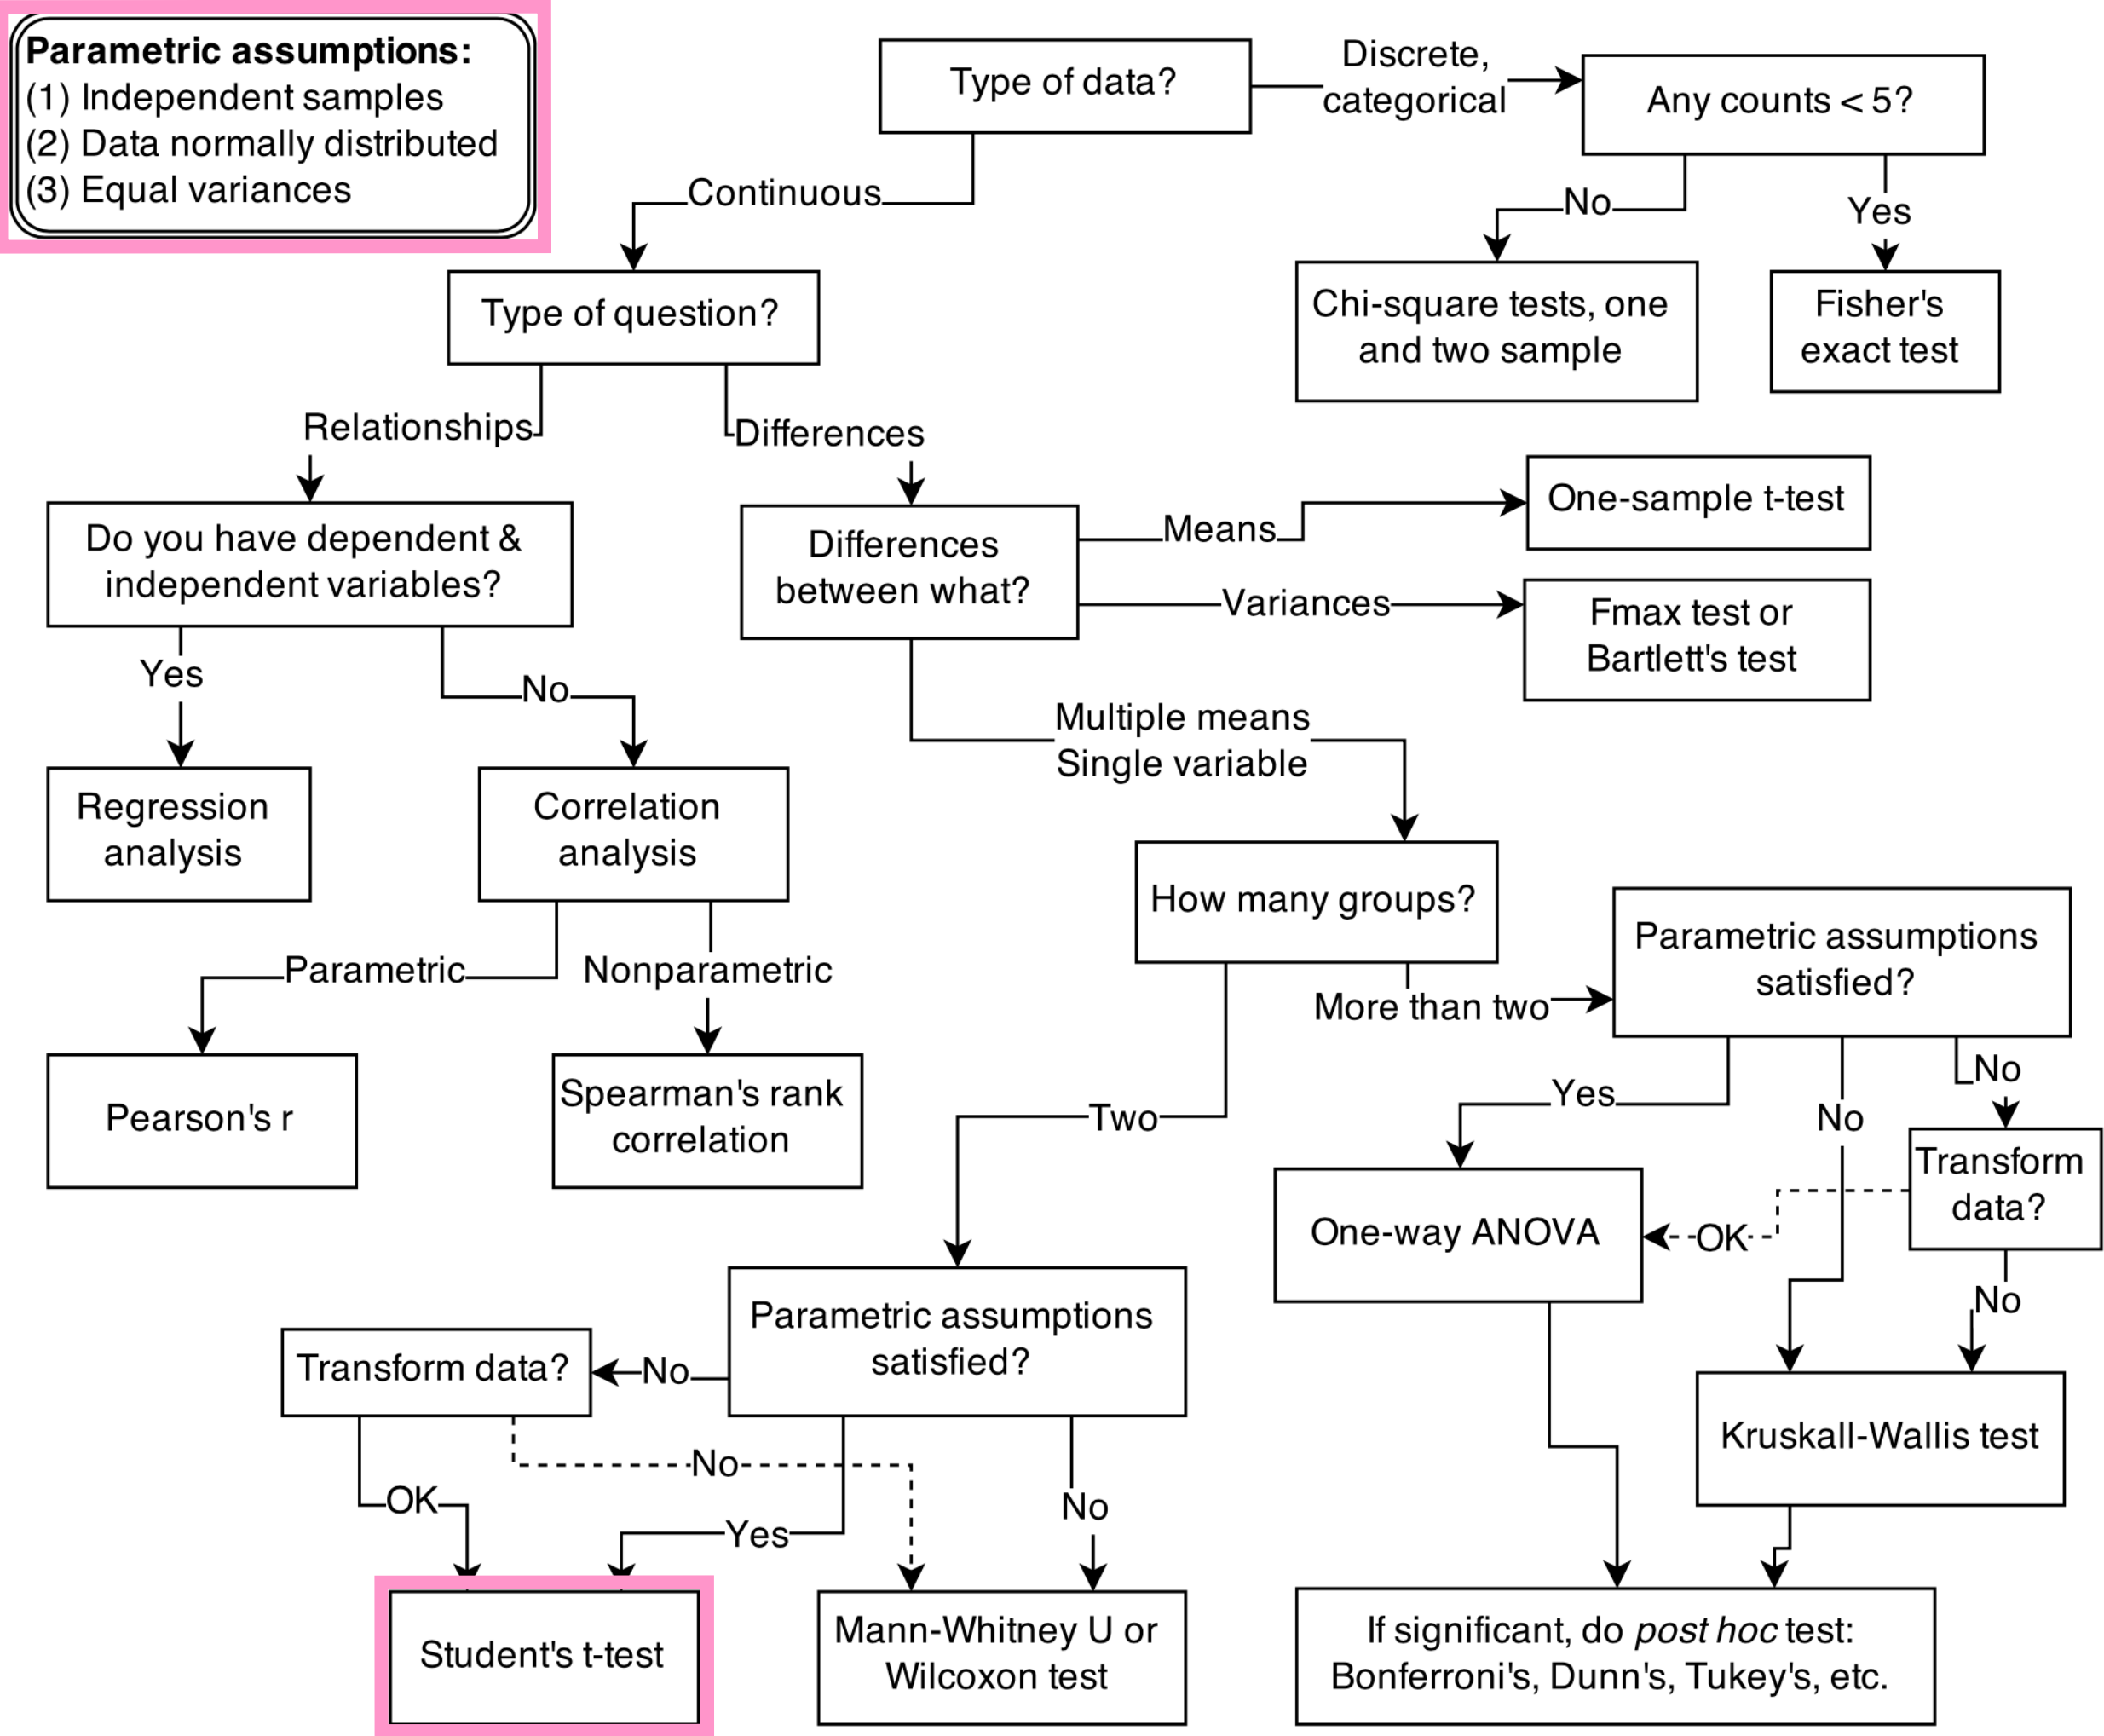 Parametric assumptions:
(1) Independent samples
(2) Data normally distributed
(3) Equal variances
Type of data?
Discrete,
categorical
Any counts < 5?
Continuous
No
Yes
Type of question?
Chi-square tests, one
and two sample
Fisher's
exact test
Relationships
Differences
Do you have dependent &
independent variables?
Differences
between what?
Means
One-sample t-test
Variances
Fmax test or
Bartlett's test
Yes
No
Multiple means
Single variable
Regression
analysis
Correlation
analysis
How many groups?
Parametric assumptions
satisfied?
Parametric
Nonparametric
More than two
Pearson's r
Spearman's rank
correlation
Two
Yes
No
No
Transform
data?
One-way ANOVA
OK
No
Parametric assumptions
satisfied?
Transform data?
No
Kruskall-Wallis test
No
OK
Yes
No
Student's t-test
Mann-Whitney U or
Wilcoxon test
If significant, do post hoc test:
Bonferroni's, Dunn's, Tukey's, etc.